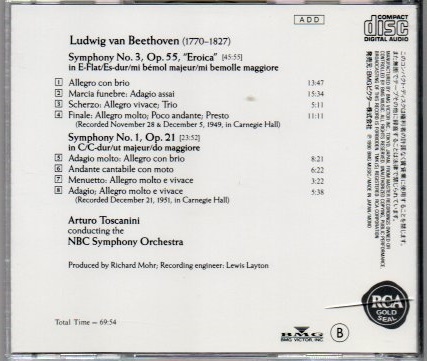 ADD
COMPACT
disc
DIGITAL AUDIO
Ludwig van Beethoven (1770–1827)
Symphony No. 3, Op. 55, “Eroica” [45:55]
in E-Flat/Es-dur/mi bémol majeur/mi bemolle maggiore
1 Allegro con brio 13:47
2 Marcia funebre: Adagio assai 15:34
3 Scherzo: Allegro vivace; Trio 5:11
4 Finale: Allegro molto; Poco andante; Presto 11:11
(Recorded November 28 & December 5, 1949, in Carnegie Hall)
Symphony No. 1, Op. 21 [23:52]
in C/C-dur/ut majeur/do maggiore
5 Adagio molto: Allegro con brio 8:21
6 Andante cantabile con moto 6:22
7 Menuetto: Allegro molto e vivace 3:22
8 Adagio; Allegro molto e vivace 5:38
(Recorded December 21, 1951, in Carnegie Hall)
Arturo Toscanini
conducting the
NBC Symphony Orchestra
Produced by Richard Mohr; Recording engineer: Lewis Layton
Total Time — 69:54
BMG
BMG VICTOR, INC.
B
RCA
GOLD
SEAL